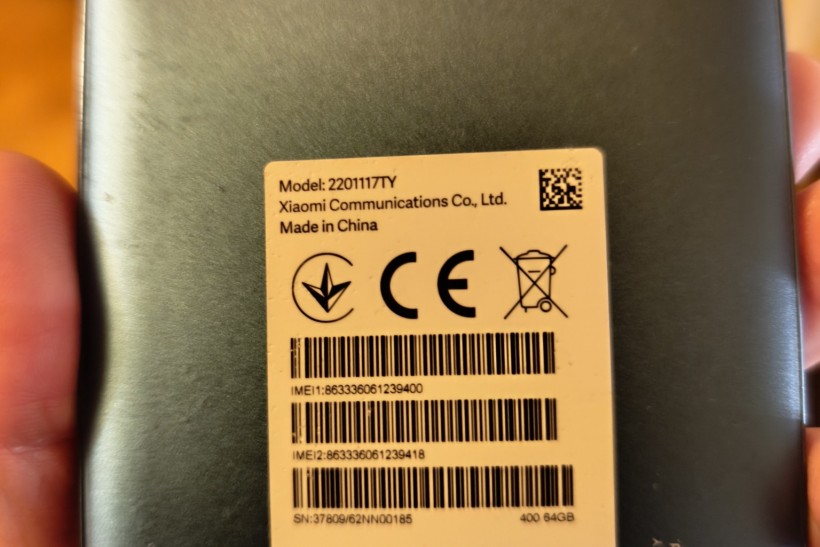 Model: 2201117TY
Xiaomi Communications Co., Ltd.
Made in China
CE
IMEI1:863336061239400
IMEI2:863336061239418
SN:37809/62NN00185 400 64GB